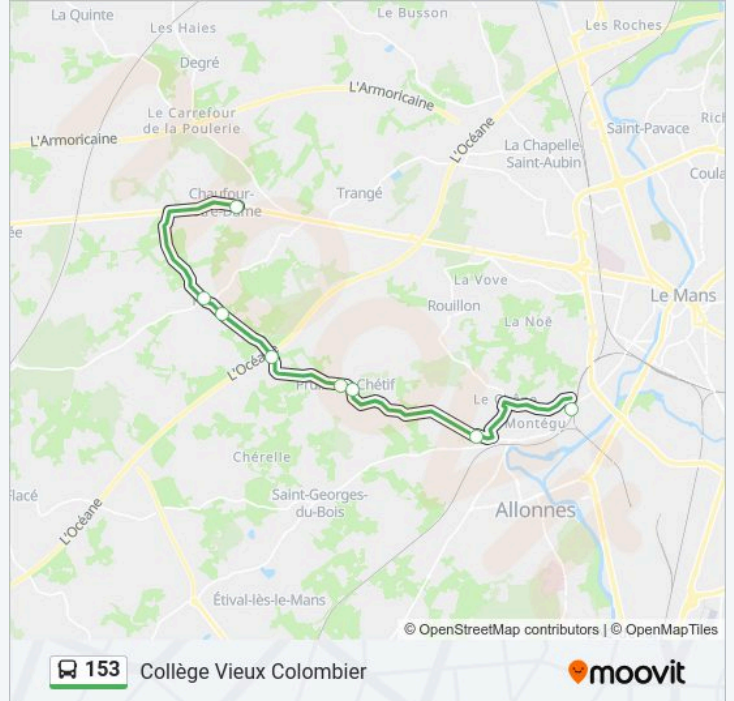 La Quinte
Le Busson
Les Haies
Les Roches
Degré
L'Armoricaine
Le Carrefour
de la Poulerie
L'Armoricaine
L'Océane
Saint-Pavace
La Chapelle
Saint-Aubin
Coula
Chaufour-
Trangé
La Vove
Le Mans
Rouillon
La Noë
L'Océane
Chétif
Montégu
Chérelle
Saint-Georges-
du-Bois
Allonnes
L'Océane
Étival-lès-le-Mans
© OpenStreetMap contributors | © OpenMapTiles
153 Collège Vieux Colombier
moovit